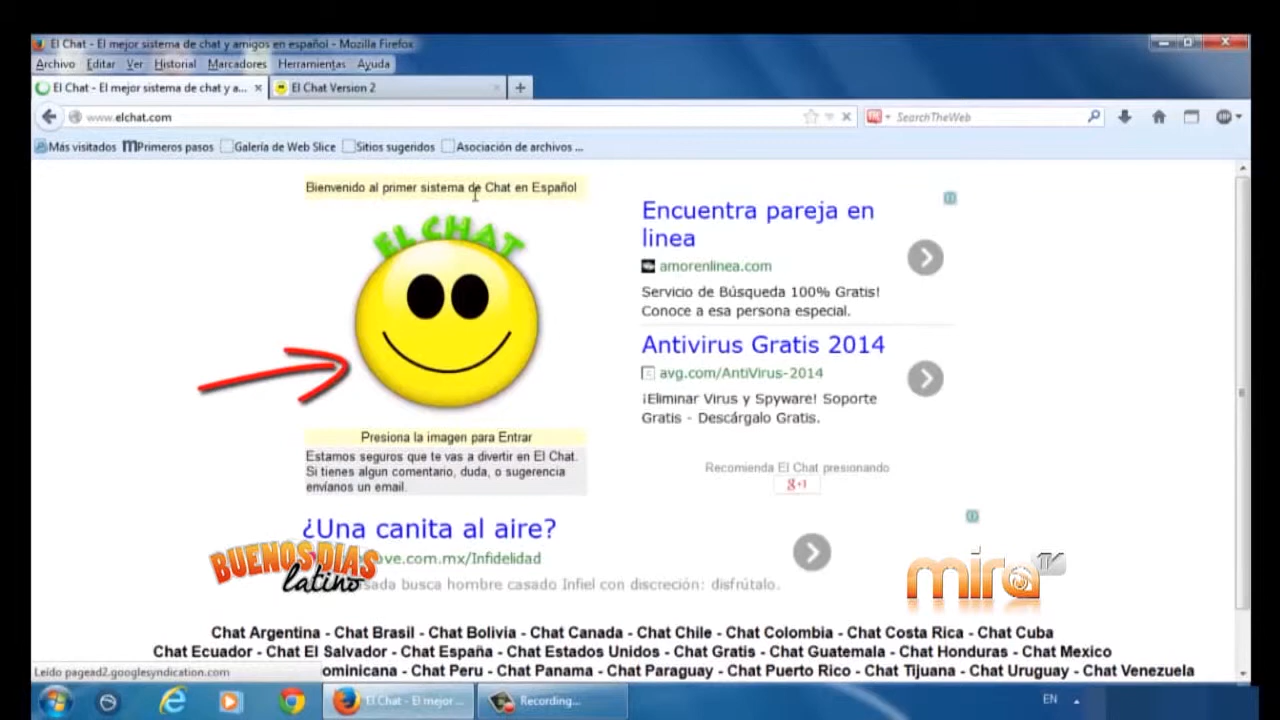 El Chat - El mejor sistema de chat y amigos en español - Mozilla Firefox
Archivo Editar Ver Historial Marcadores Herramientas Ayuda
El Chat - El mejor sistema de chat y a...
El Chat Version 2
www.elchat.com
SearchTheWeb
Más visitados
Primeros pasos
Galería de Web Slice
Sitios sugeridos
Asociación de archivos ...
Bienvenido al primer sistema de Chat en Español
EL CHAT
Presiona la imagen para Entrar
Estamos seguros que te vas a divertir en El Chat.
Si tienes algun comentario, duda, o sugerencia
envíanos un email.
Encuentra pareja en
linea
amorenlinea.com
Servicio de Búsqueda 100% Gratis!
Conoce a esa persona especial.
Antivirus Gratis 2014
avg.com/AntiVirus-2014
¡Eliminar Virus y Spyware! Soporte
Gratis - Descárgalo Gratis.
Recomienda El Chat presionando
g+1
¿Una canita al aire?
ve.com.mx/Infidelidad
sada busca hombre casado Infiel con discreción: disfrútalo.
BUENOS DIAS
latino
mira TV
Chat Argentina - Chat Brasil - Chat Bolivia - Chat Canada - Chat Chile - Chat Colombia - Chat Costa Rica - Chat Cuba
Chat Ecuador - Chat El Salvador - Chat España - Chat Estados Unidos - Chat Gratis - Chat Guatemala - Chat Honduras - Chat Mexico
ominicana - Chat Peru - Chat Panama - Chat Paraguay - Chat Puerto Rico - Chat Tijuana - Chat Uruguay - Chat Venezuela
Leído pagead2.googlesyndication.com
El Chat - El mejor ...
Recording...
EN